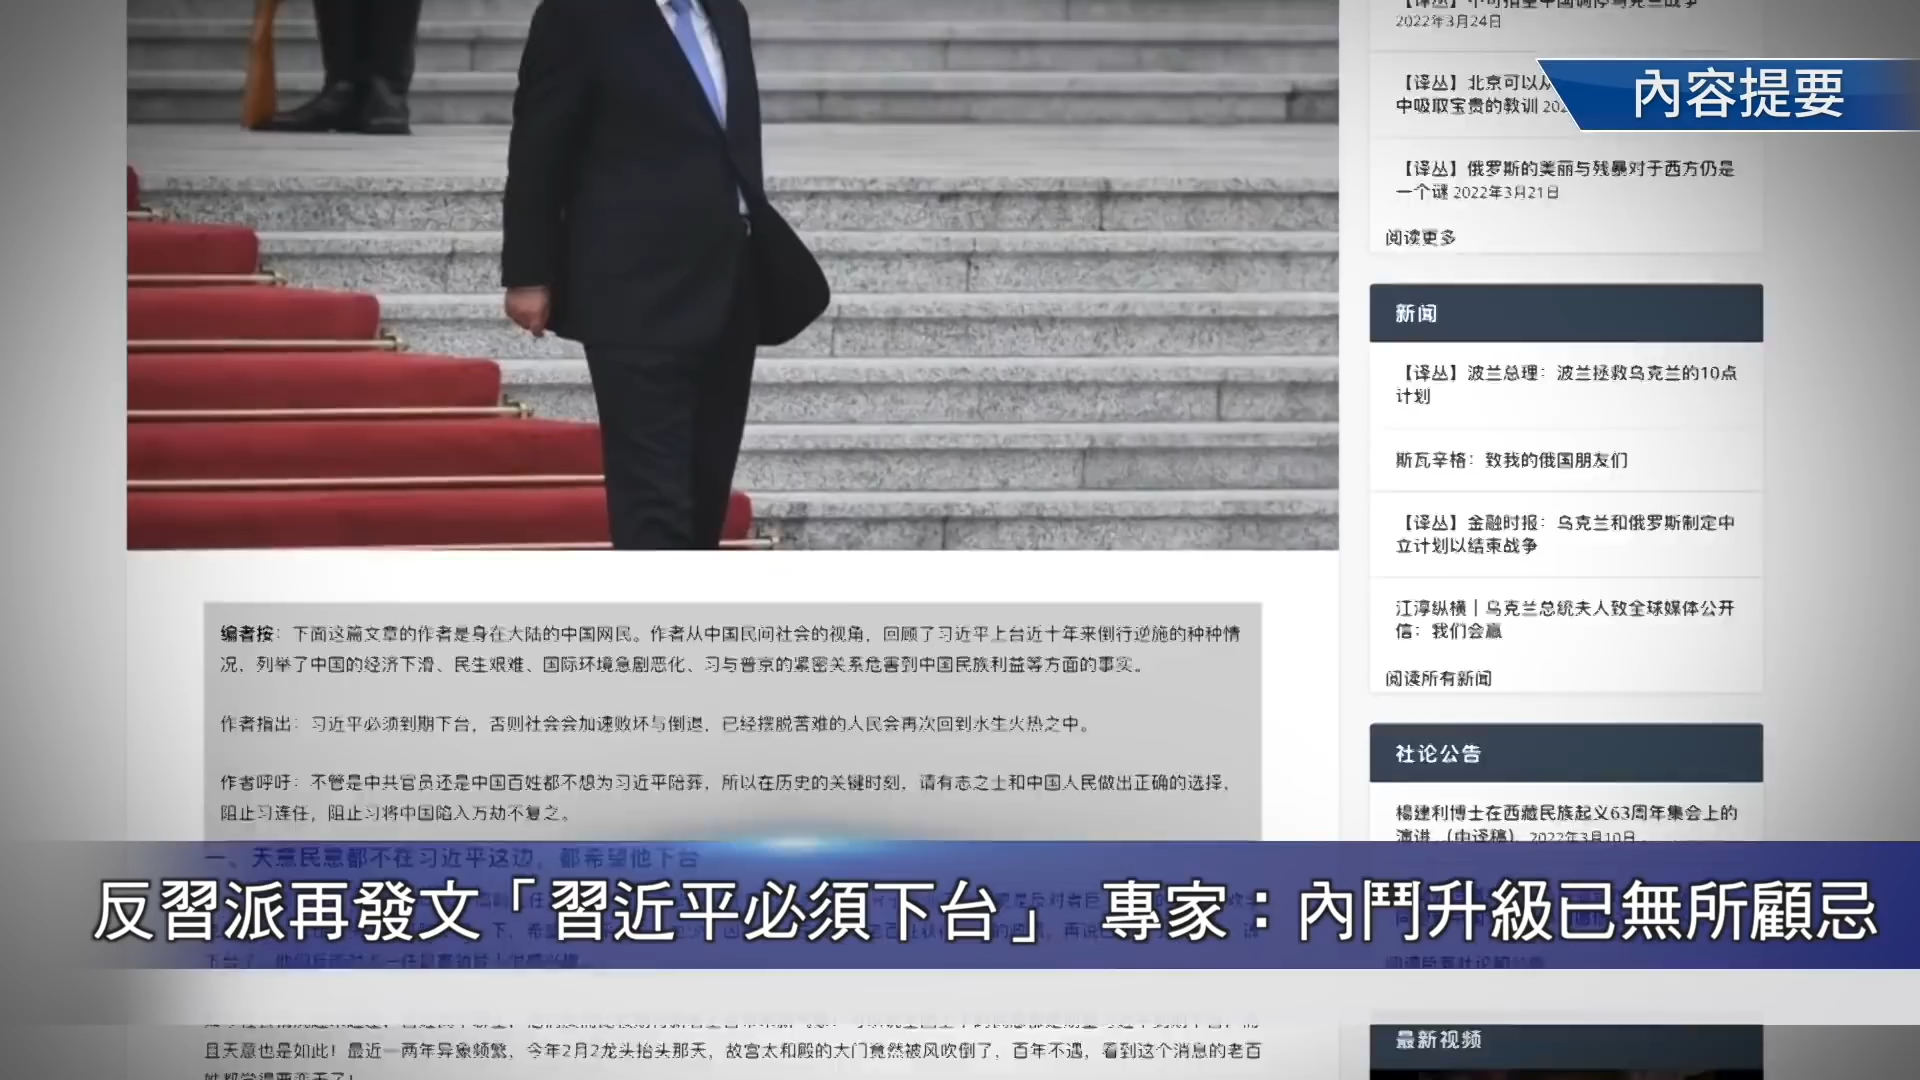 2022年3月24日
【译丛】北京可以从
中吸取宝贵的教训
【译丛】俄罗斯的美丽与残暴对于西方仍是
一个谜 2022年3月21日
阅读更多
內容提要
新闻
【译丛】波兰总理：波兰拯救乌克兰的10点
计划
斯瓦辛格：致我的俄国朋友们
【译丛】金融时报：乌克兰和俄罗斯制定中
立计划以结束战争
江淳纵横｜乌克兰总统夫人致全球媒体公开
信：我们会赢
阅读所有新闻
社论公告
杨建利博士在西藏民族起义63周年集会上的
演讲（中译稿） 2022年3月10日
最新视频
编者按：下面这篇文章的作者是身在大陆的中国网民。作者从中国民间社会的视角，回顾了习近平上台近十年来倒行逆施的种种情
况，列举了中国的经济下滑、民生艰难、国际环境急剧恶化、习与普京的紧密关系危害到中国民族利益等方面的事实。
作者指出：习近平必须到期下台，否则社会会加速败坏与倒退，已经摆脱苦难的人民会再次回到水生火热之中。
作者呼吁：不管是中共官员还是中国百姓都不想为习近平陪葬，所以在历史的关键时刻，请有志之士和中国人民做出正确的选择，
阻止习连任，阻止习将中国陷入万劫不复之。
一、天意民意都不在习近平这边，都希望他下台
反習派再發文「習近平必須下台」 專家：內鬥升級已無所顧忌
且天意也是如此！最近一两年异象频繁，今年2月2龙头抬头那天，故宫太和殿的大门竟然被风吹倒了，百年不遇，看到这个消息的老百